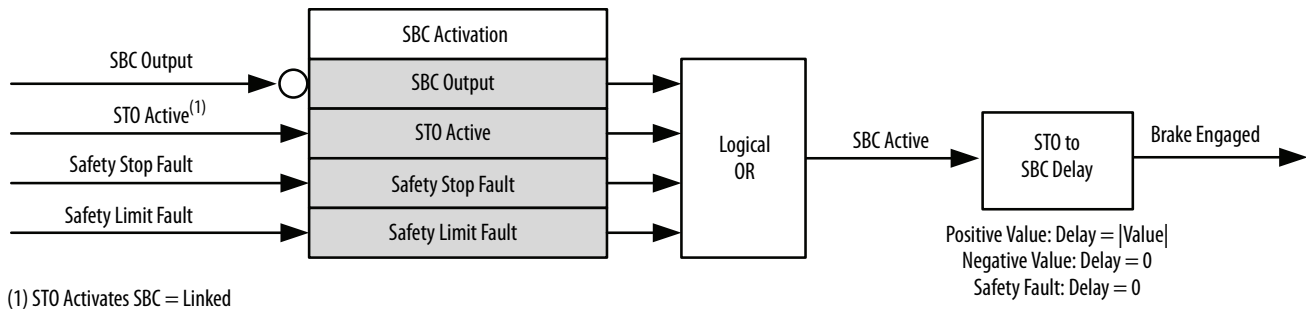 SBC Activation
SBC Output
SBC Output
STO Active(1)
STO Active
Safety Stop Fault
Safety Stop Fault
Safety Limit Fault
Safety Limit Fault
Logical
OR
SBC Active
STO to
SBC Delay
Brake Engaged
Positive Value: Delay = |Value|
Negative Value: Delay = 0
Safety Fault: Delay = 0
(1) STO Activates SBC = Linked